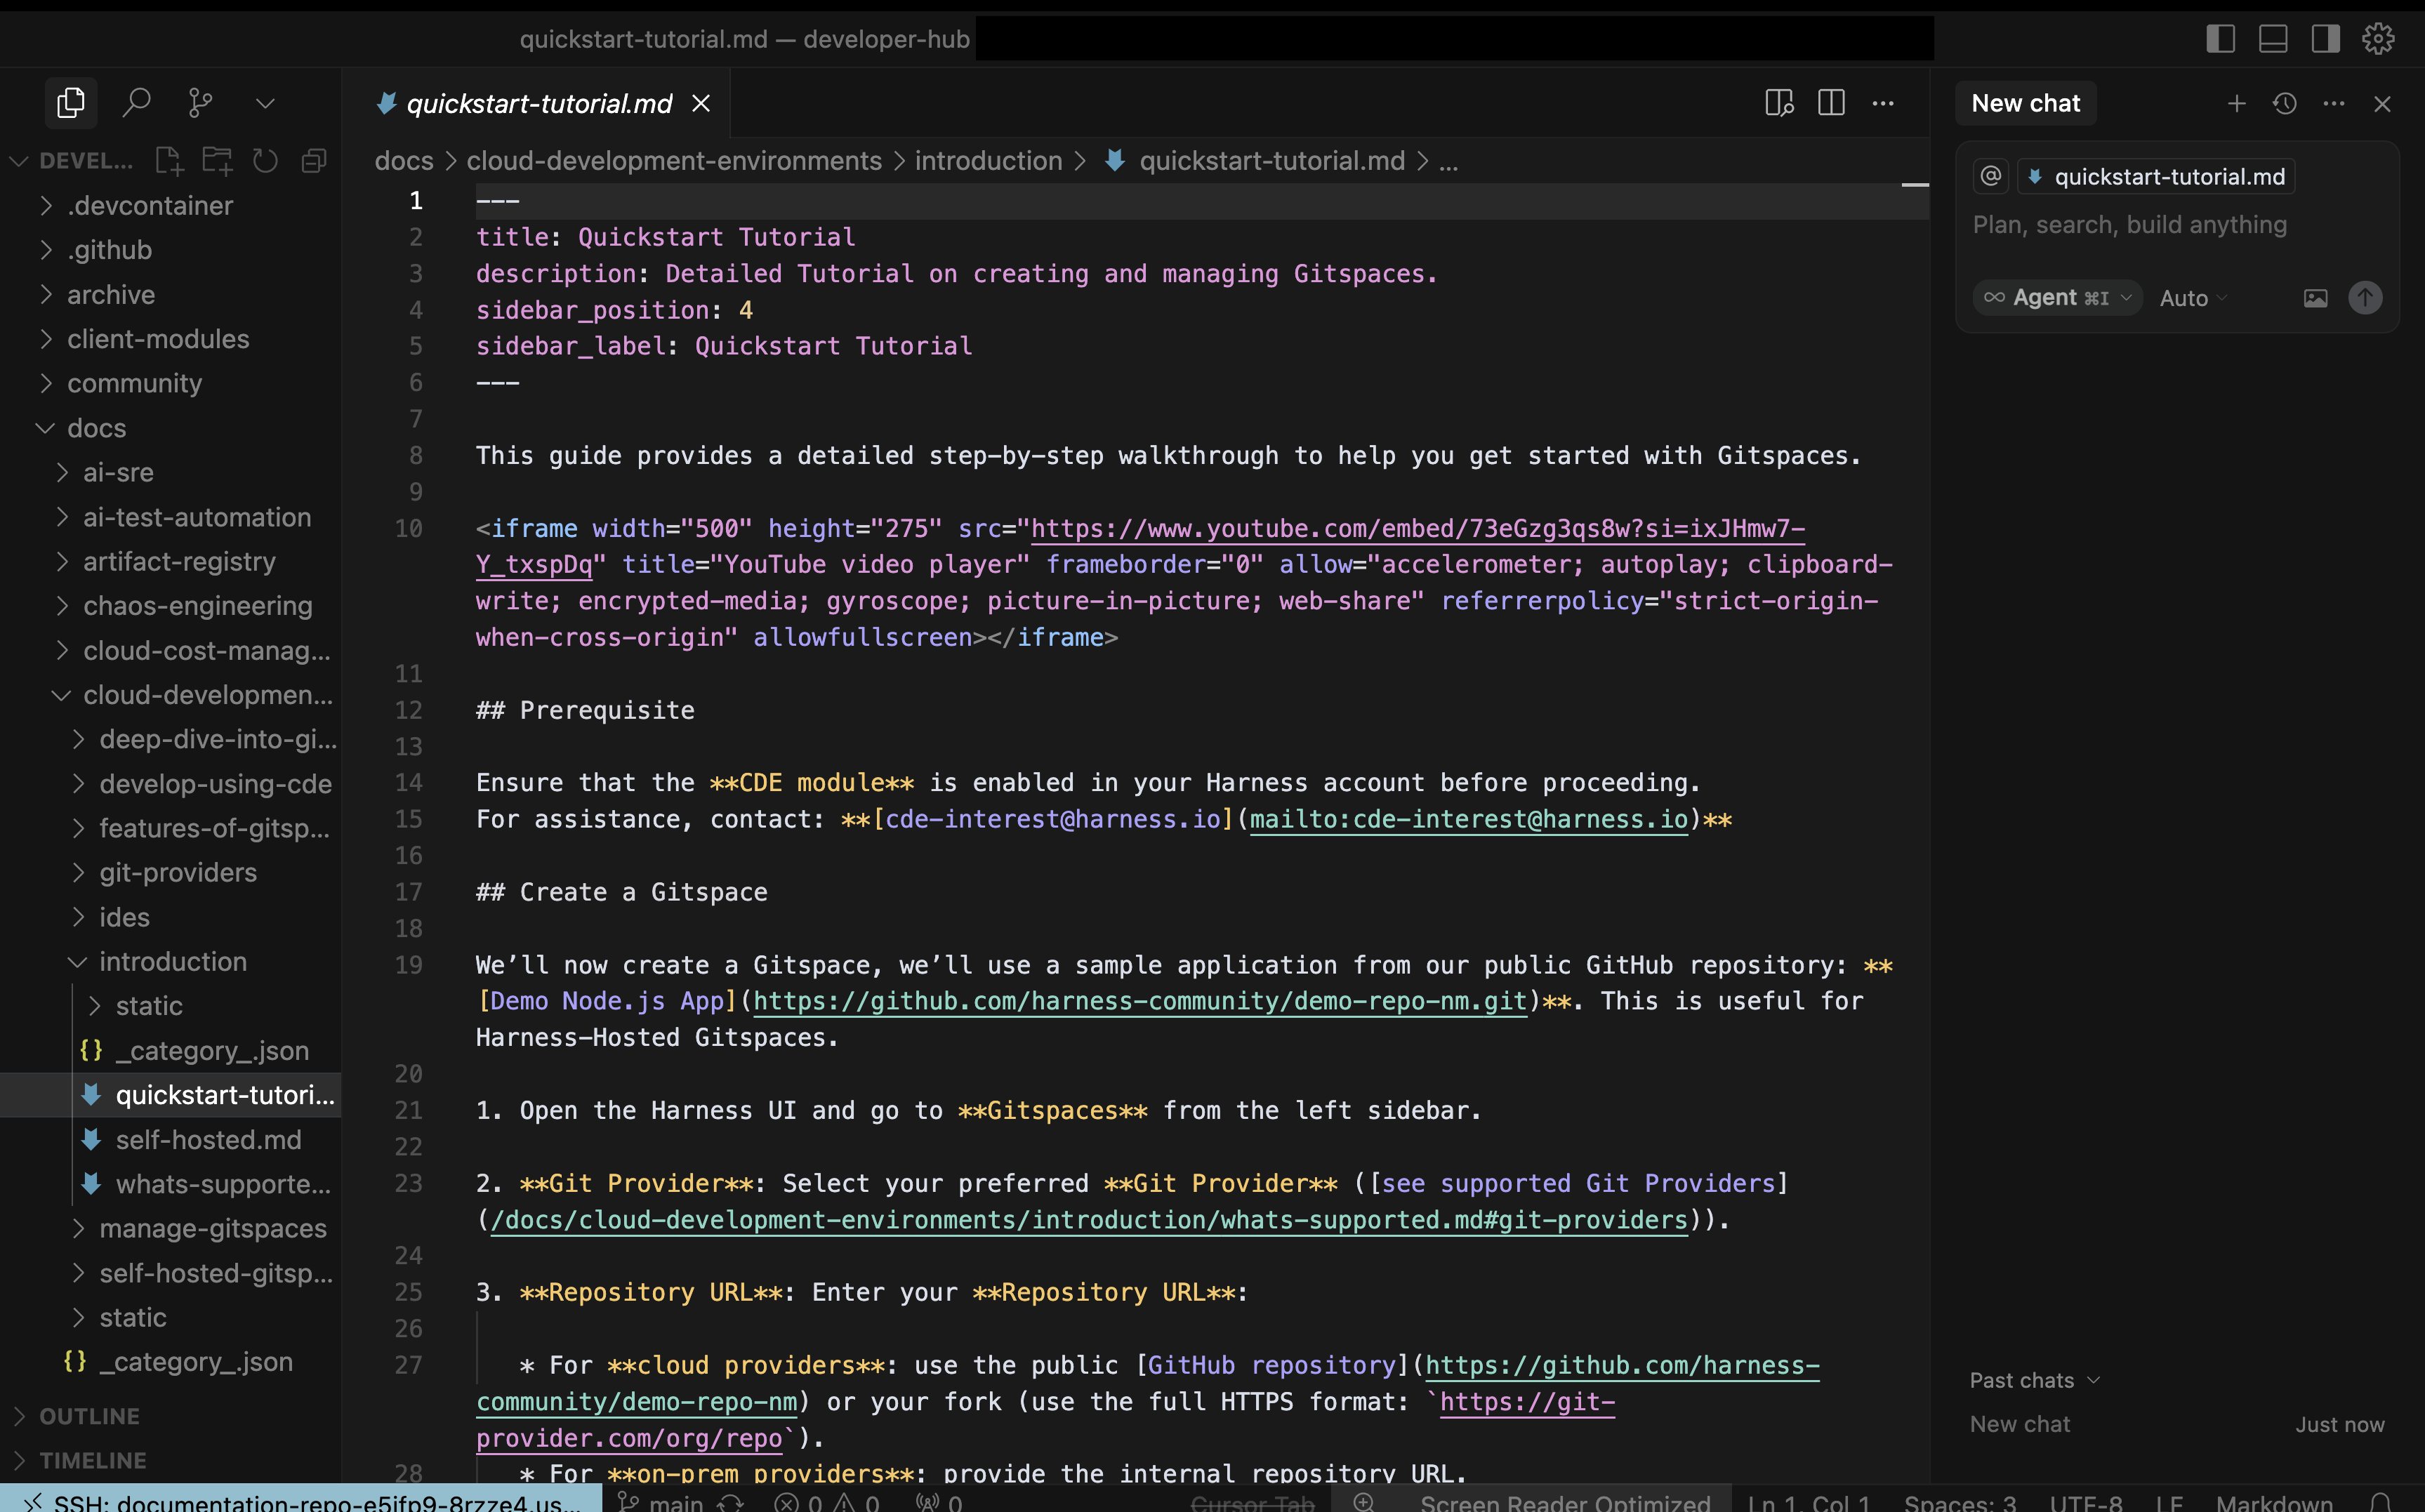 quickstart-tutorial.md — developer-hub
quickstart-tutorial.md
DEVEL...
.devcontainer
.github
archive
client-modules
community
docs
ai-sre
ai-test-automation
artifact-registry
chaos-engineering
cloud-cost-manag...
cloud-developmen...
deep-dive-into-gi...
develop-using-cde
features-of-gitsp...
git-providers
ides
introduction
static
{} _category_.json
quickstart-tutori...
self-hosted.md
whats-supporte...
manage-gitspaces
self-hosted-gitsp...
static
{} _category_.json
OUTLINE
TIMELINE
docs > cloud-development-environments > introduction > quickstart-tutorial.md > ...
1 ---
2 title: Quickstart Tutorial
3 description: Detailed Tutorial on creating and managing Gitspaces.
4 sidebar_position: 4
5 sidebar_label: Quickstart Tutorial
6 ---
7
8 This guide provides a detailed step-by-step walkthrough to help you get started with Gitspaces.
9
10 <iframe width="500" height="275" src="https://www.youtube.com/embed/73eGzg3qs8w?si=ixJHmw7-
Y_txspDq" title="YouTube video player" frameborder="0" allow="accelerometer; autoplay; clipboard-
write; encrypted-media; gyroscope; picture-in-picture; web-share" referrerpolicy="strict-origin-
when-cross-origin" allowfullscreen></iframe>
11
12 ## Prerequisite
13
14 Ensure that the **CDE module** is enabled in your Harness account before proceeding.
15 For assistance, contact: **[cde-interest@harness.io](mailto:cde-interest@harness.io)**
16
17 ## Create a Gitspace
18
19 We’ll now create a Gitspace, we’ll use a sample application from our public GitHub repository: **
[Demo Node.js App](https://github.com/harness-community/demo-repo-nm.git)**. This is useful for
Harness-Hosted Gitspaces.
20
21 1. Open the Harness UI and go to **Gitspaces** from the left sidebar.
22
23 2. **Git Provider**: Select your preferred **Git Provider** ([see supported Git Providers]
(/docs/cloud-development-environments/introduction/whats-supported.md#git-providers)).
24
25 3. **Repository URL**: Enter your **Repository URL**:
26
27 * For **cloud providers**: use the public [GitHub repository](https://github.com/harness-
community/demo-repo-nm) or your fork (use the full HTTPS format: `https://git-
provider.com/org/repo`).
28 * For **on-prem providers**: provide the internal repository URL.
New chat
@ quickstart-tutorial.md
Plan, search, build anything
Agent ⌘I Auto
Past chats
New chat Just now
SSH: documentation-repo-e5ifp9-8rzze4.us... main 0 0 0 Cursor Tab Screen Reader Optimized Ln 1, Col 1 Spaces: 3 UTF-8 LF Markdown